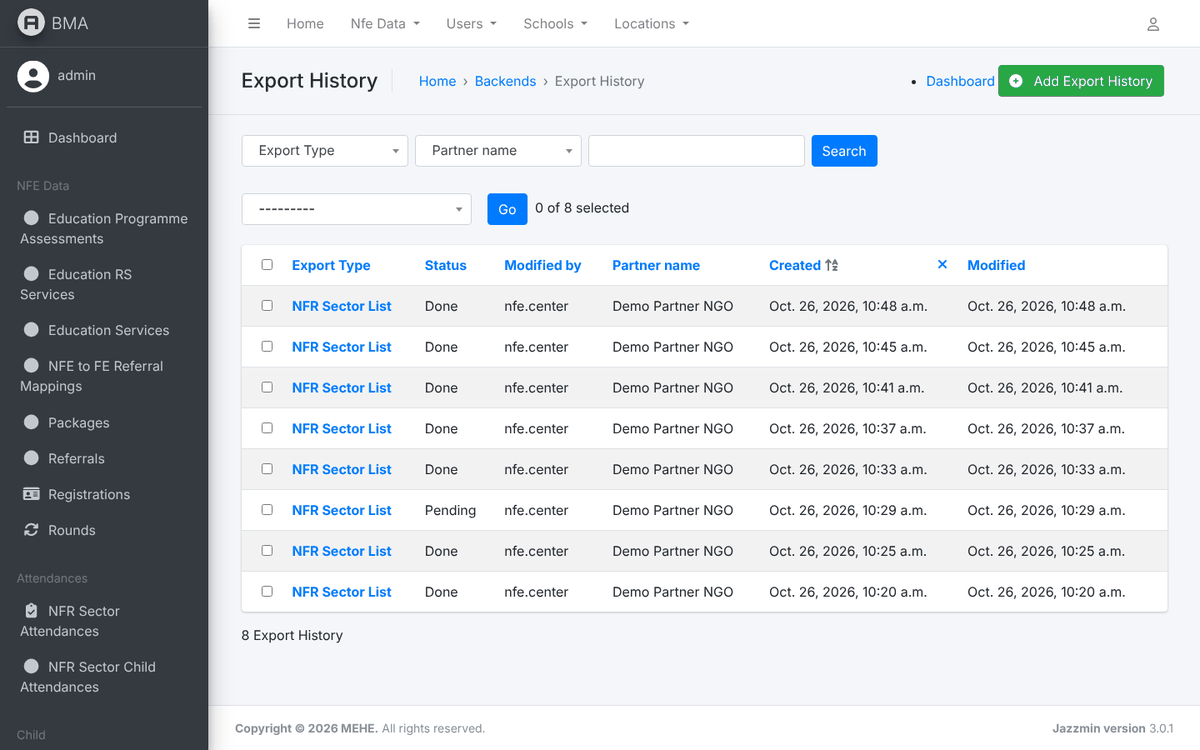 BMA
Home Nfe Data Users Schools Locations
admin
Export History
Home › Backends › Export History
• Dashboard
Add Export History
Dashboard
NFE Data
Education Programme
Assessments
Education RS
Services
Education Services
NFE to FE Referral
Mappings
Packages
Referrals
Registrations
Rounds
Attendances
NFR Sector
Attendances
NFR Sector Child
Attendances
Child
Export Type Partner name Search
--------- Go 0 of 8 selected
Export Type Status Modified by Partner name Created Modified
NFR Sector List Done nfe.center Demo Partner NGO Oct. 26, 2026, 10:48 a.m. Oct. 26, 2026, 10:48 a.m.
NFR Sector List Done nfe.center Demo Partner NGO Oct. 26, 2026, 10:45 a.m. Oct. 26, 2026, 10:45 a.m.
NFR Sector List Done nfe.center Demo Partner NGO Oct. 26, 2026, 10:41 a.m. Oct. 26, 2026, 10:41 a.m.
NFR Sector List Done nfe.center Demo Partner NGO Oct. 26, 2026, 10:37 a.m. Oct. 26, 2026, 10:37 a.m.
NFR Sector List Done nfe.center Demo Partner NGO Oct. 26, 2026, 10:33 a.m. Oct. 26, 2026, 10:33 a.m.
NFR Sector List Pending nfe.center Demo Partner NGO Oct. 26, 2026, 10:29 a.m. Oct. 26, 2026, 10:29 a.m.
NFR Sector List Done nfe.center Demo Partner NGO Oct. 26, 2026, 10:25 a.m. Oct. 26, 2026, 10:25 a.m.
NFR Sector List Done nfe.center Demo Partner NGO Oct. 26, 2026, 10:20 a.m. Oct. 26, 2026, 10:20 a.m.
8 Export History
Copyright © 2026 MEHE. All rights reserved.
Jazzmin version 3.0.1